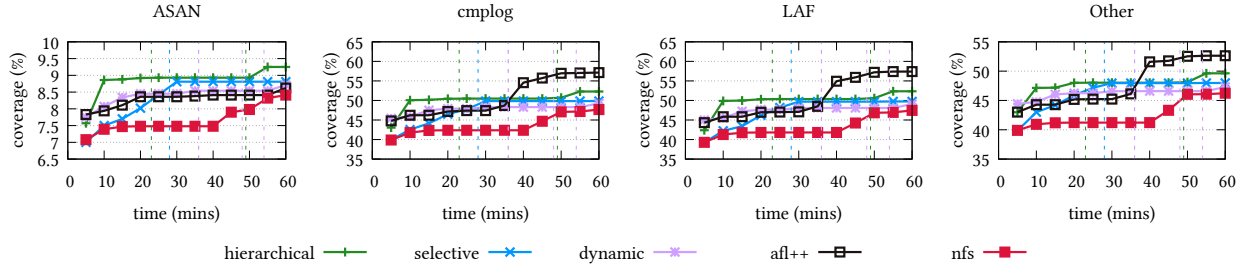 ASAN
coverage (%)
10
9.5
9
8.5
8
7.5
7
6.5
0 10 20 30 40 50 60
time (mins)
cmplog
coverage (%)
65
60
55
50
45
40
35
0 10 20 30 40 50 60
time (mins)
LAF
coverage (%)
65
60
55
50
45
40
35
0 10 20 30 40 50 60
time (mins)
Other
coverage (%)
55
50
45
40
35
0 10 20 30 40 50 60
time (mins)
hierarchical selective dynamic afl++ nfs